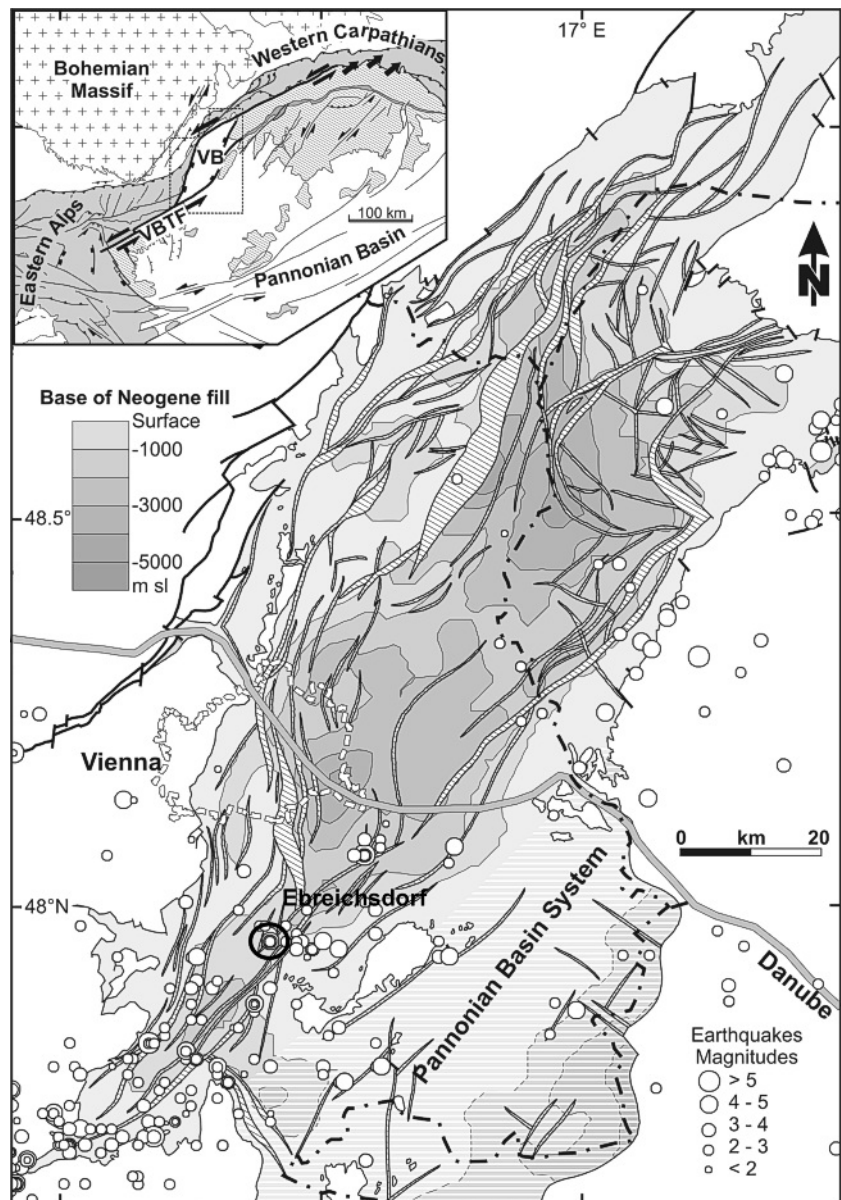 17° E
Western Carpathians
Bohemian
Massif
VB
VBTF
100 km
Eastern Alps
Pannonian Basin
N
Base of Neogene fill
Surface
-1000
-3000
-5000
m sl
48.5°
Vienna
0 km 20
Ebreichsdorf
48°N
Pannonian Basin System
Danube
Earthquakes
Magnitudes
> 5
4 - 5
3 - 4
2 - 3
< 2